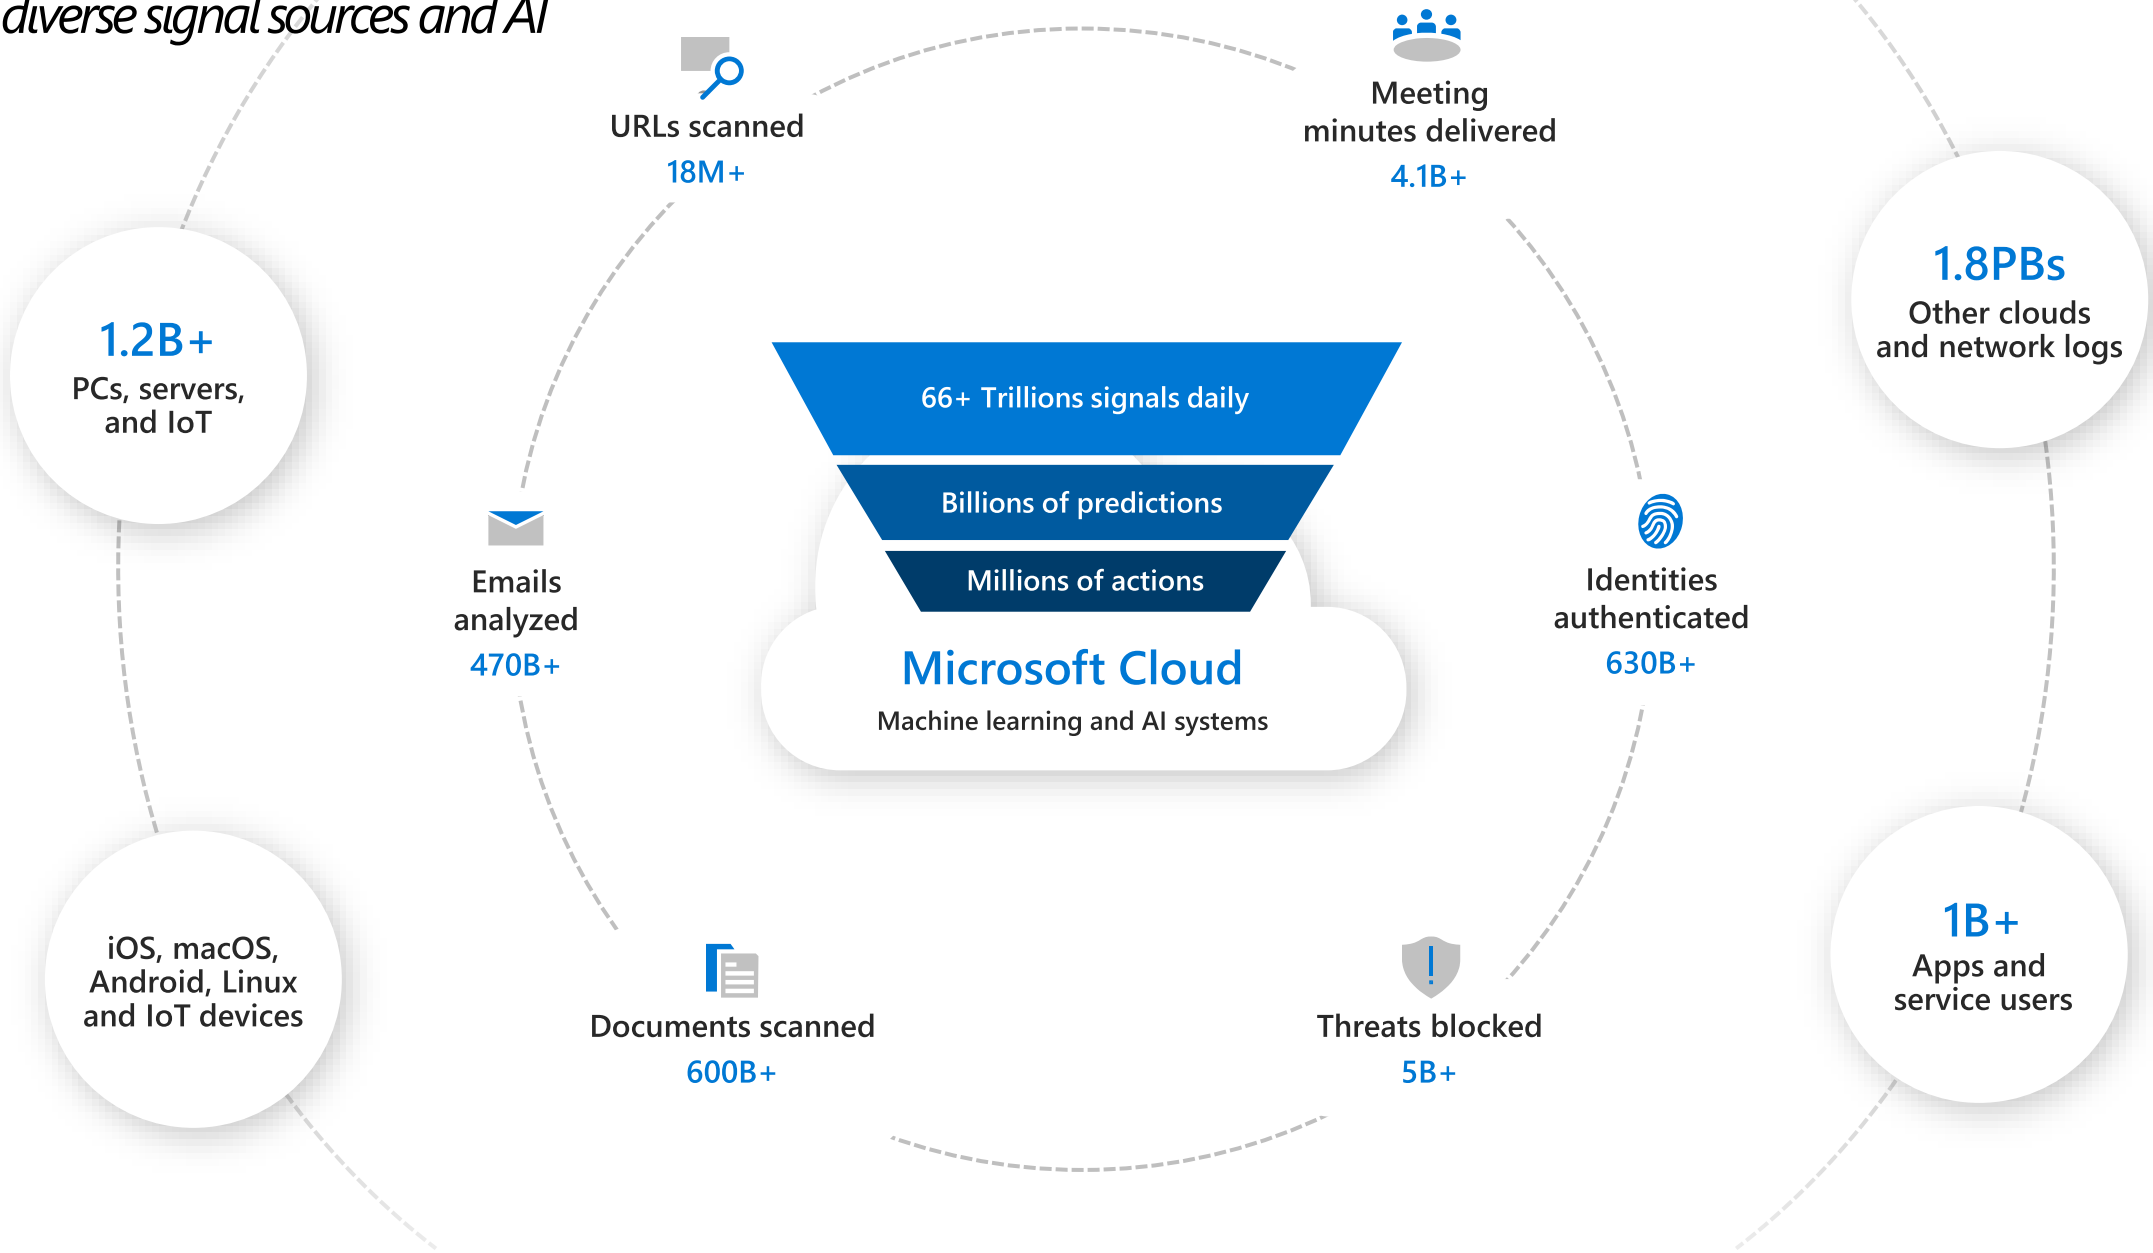 diverse signal sources and AI
URLs scanned
18M+
Meeting
minutes delivered
4.1B+
1.2B+
PCs, servers,
and IoT
1.8PBs
Other clouds
and network logs
66+ Trillions signals daily
Billions of predictions
Millions of actions
Microsoft Cloud
Machine learning and AI systems
Emails
analyzed
470B+
Identities
authenticated
630B+
iOS, macOS,
Android, Linux
and IoT devices
Documents scanned
600B+
Threats blocked
5B+
1B+
Apps and
service users